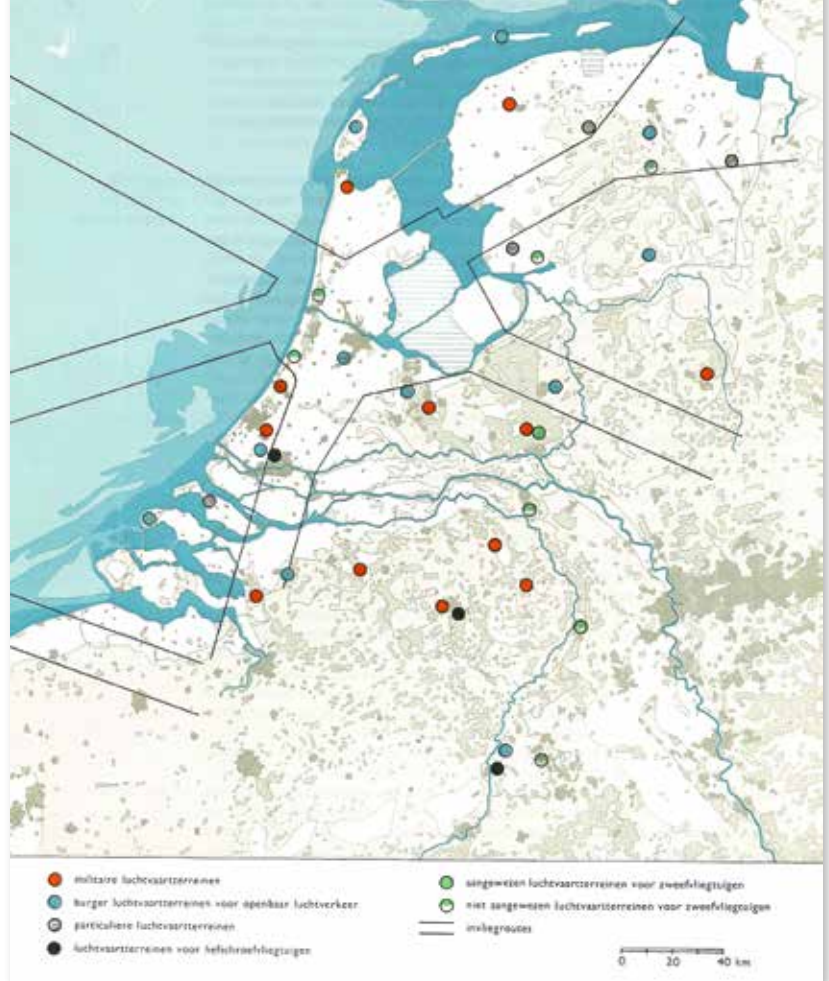 militaire luchtvaartterreinen
burger luchtvaartterreinen voor openbaar luchtverkeer
particuliere luchtvaartterreinen
luchtvaartterreinen voor hefschroefvliegtuigen
aangewezen luchtvaartterreinen voor zweefvliegtuigen
niet aangewezen luchtvaartterreinen voor zweefvliegtuigen
invliegroutes
0 20 40 km